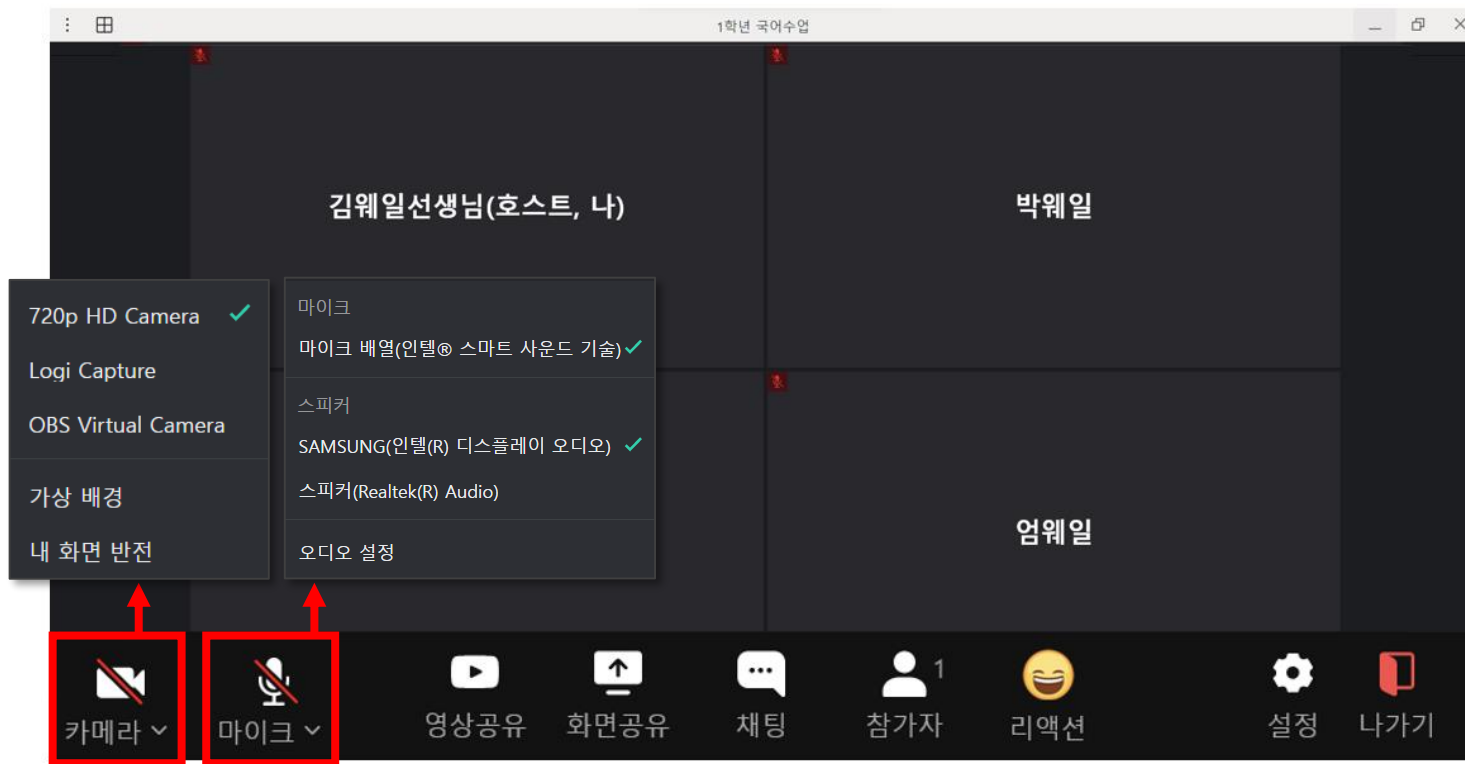 1학년 국어수업
김웨일선생님(호스트, 나)
박웨일
720p HD Camera
Logi Capture
OBS Virtual Camera
가상 배경
내 화면 반전
마이크
마이크 배열(인텔® 스마트 사운드 기술)
스피커
SAMSUNG(인텔(R) 디스플레이 오디오)
스피커(Realtek(R) Audio)
오디오 설정
엄웨일
카메라
마이크
영상공유
화면공유
채팅
참가자
1
리액션
설정
나가기